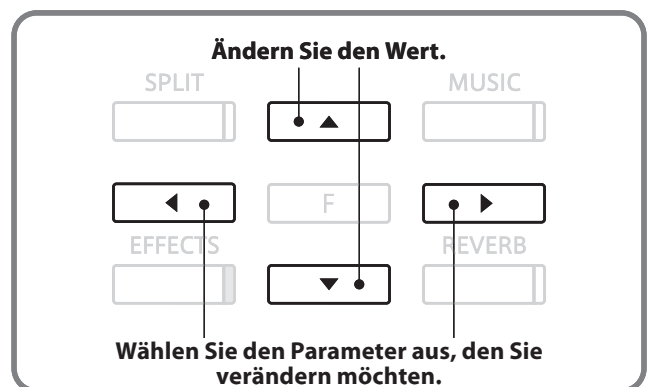 Ändern Sie den Wert.
SPLIT
MUSIC
F
EFFECTS
REVERB
Wählen Sie den Parameter aus, den Sie
verändern möchten.